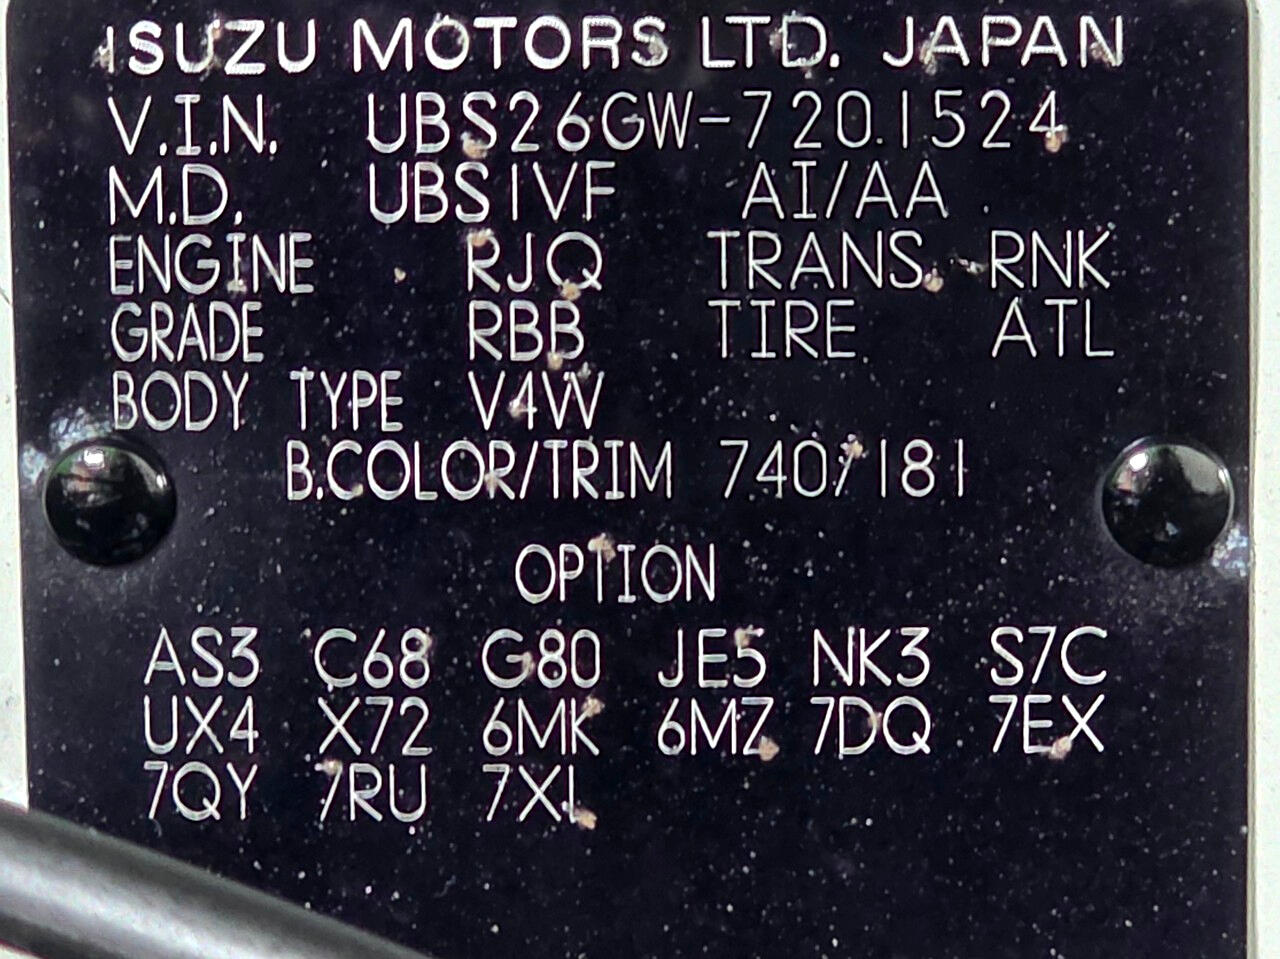 ISUZU MOTORS LTD. JAPAN
V.I.N. UBS26GW-7201524
M.D. UBS1VF AI/AA
ENGINE RJQ TRANS. RNK
GRADE RBB TIRE ATL
BODY TYPE V4W
B.COLOR/TRIM 740/181
OPTION
AS3 C68 G80 JE5 NK3 S7C
UX4 X72 6MK 6MZ 7DQ 7EX
7QY 7RU 7X1